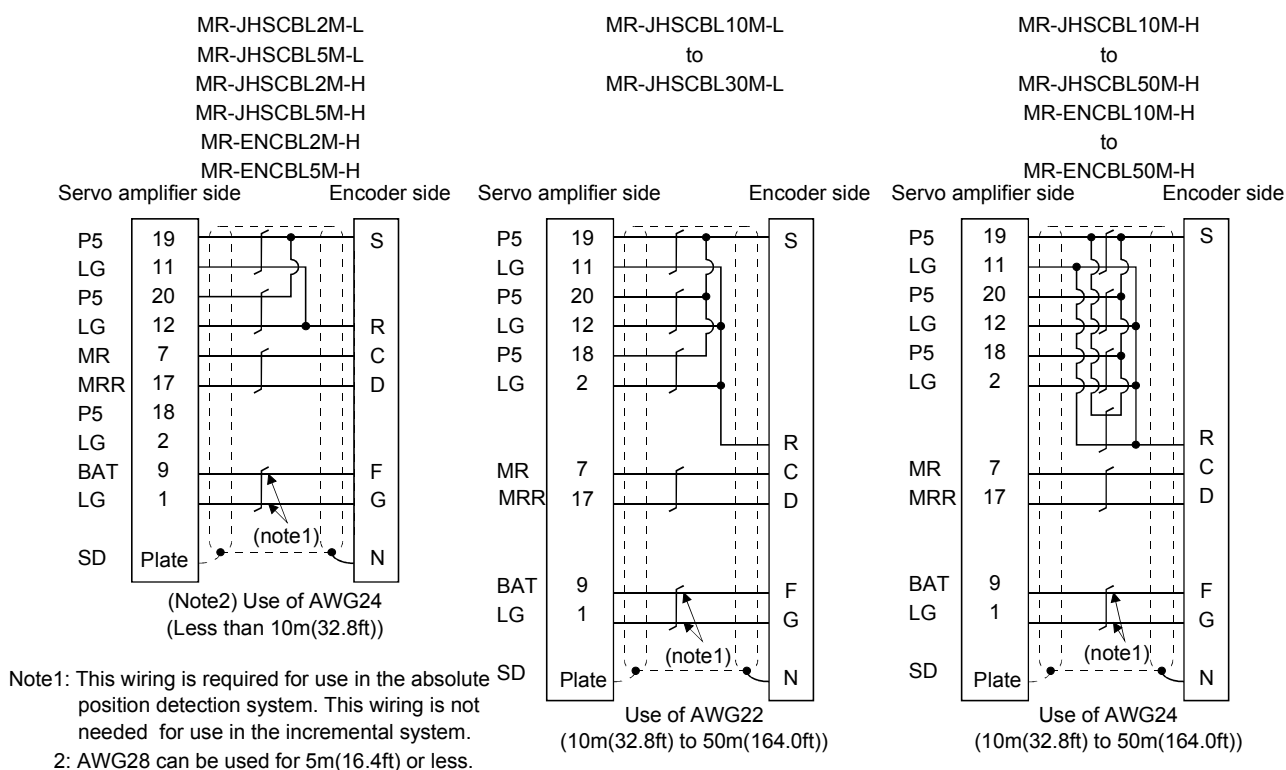 MR-JHSCBL2M-L
MR-JHSCBL5M-L
MR-JHSCBL2M-H
MR-JHSCBL5M-H
MR-ENCBL2M-H
MR-ENCBL5M-H
Servo amplifier side Encoder side
P5 19 S
LG 11
P5 20
LG 12 R
MR 7 C
MRR 17 D
P5 18
LG 2
BAT 9 F
LG 1 G
(note1)
SD Plate N
(Note2) Use of AWG24
(Less than 10m(32.8ft))
MR-JHSCBL10M-L
to
MR-JHSCBL30M-L
Servo amplifier side Encoder side
P5 19 S
LG 11
P5 20
LG 12
P5 18
LG 2
R
MR 7 C
MRR 17 D
BAT 9 F
LG 1 G
(note1)
SD Plate N
Use of AWG22
(10m(32.8ft) to 50m(164.0ft))
MR-JHSCBL10M-H
to
MR-JHSCBL50M-H
MR-ENCBL10M-H
to
MR-ENCBL50M-H
Servo amplifier side Encoder side
P5 19 S
LG 11
P5 20
LG 12
P5 18
LG 2
R
MR 7 C
MRR 17 D
BAT 9 F
LG 1 G
(note1)
SD Plate N
Use of AWG24
(10m(32.8ft) to 50m(164.0ft))
Note1: This wiring is required for use in the absolute
position detection system. This wiring is not
needed for use in the incremental system.
2: AWG28 can be used for 5m(16.4ft) or less.